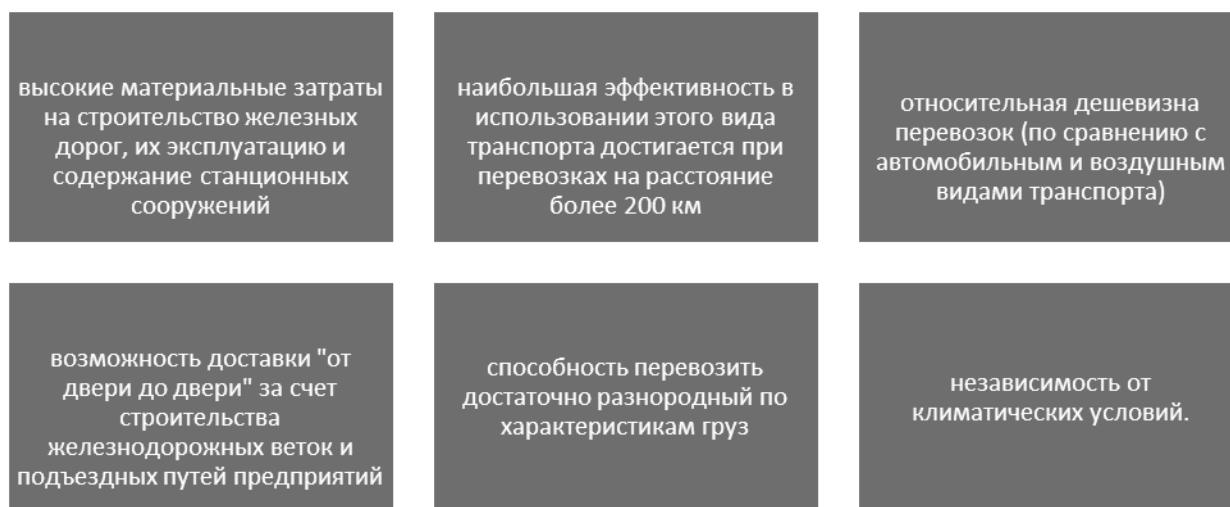 высокие материальные затраты
на строительство железных
дорог, их эксплуатацию и
содержание станционных
сооружений
наибольшая эффективность в
использовании этого вида
транспорта достигается при
перевозках на расстояние
более 200 км
относительная дешевизна
перевозок (по сравнению с
автомобильным и воздушным
видами транспорта)
возможность доставки "от
двери до двери" за счет
строительства
железнодорожных веток и
подъездных путей предприятий
способность перевозить
достаточно разнородный по
характеристикам груз
независимость от
климатических условий.